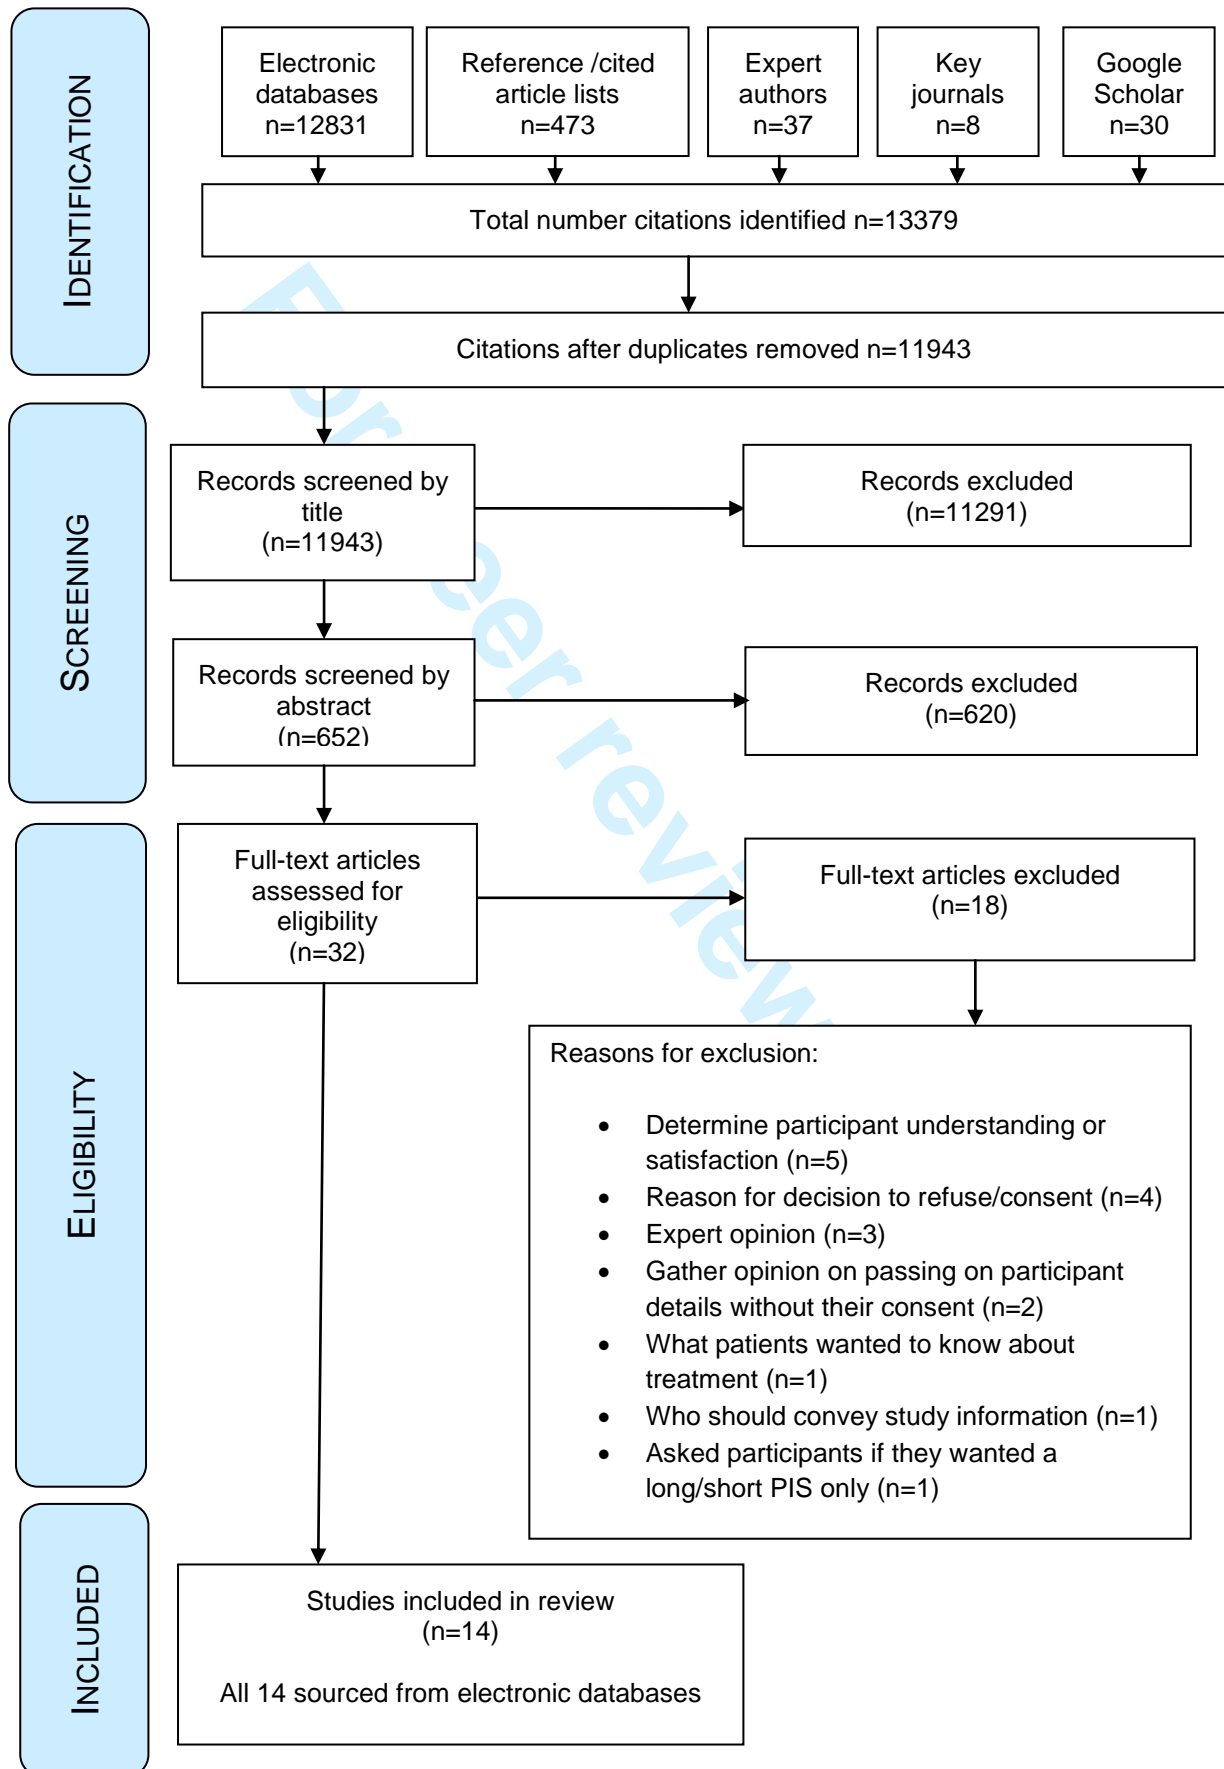 IDENTIFICATION
Electronic
databases
n=12831
Reference /cited
article lists
n=473
Expert
authors
n=37
Key
journals
n=8
Google
Scholar
n=30
Total number citations identified n=13379
Citations after duplicates removed n=11943
SCREENING
Records screened by
title
(n=11943)
Records excluded
(n=11291)
Records screened by
abstract
(n=652)
Records excluded
(n=620)
ELIGIBILITY
Full-text articles
assessed for
eligibility
(n=32)
Full-text articles excluded
(n=18)
Reasons for exclusion:
• Determine participant understanding or
satisfaction (n=5)
• Reason for decision to refuse/consent (n=4)
• Expert opinion (n=3)
• Gather opinion on passing on participant
details without their consent (n=2)
• What patients wanted to know about
treatment (n=1)
• Who should convey study information (n=1)
• Asked participants if they wanted a
long/short PIS only (n=1)
INCLUDED
Studies included in review
(n=14)
All 14 sourced from electronic databases
For peer review